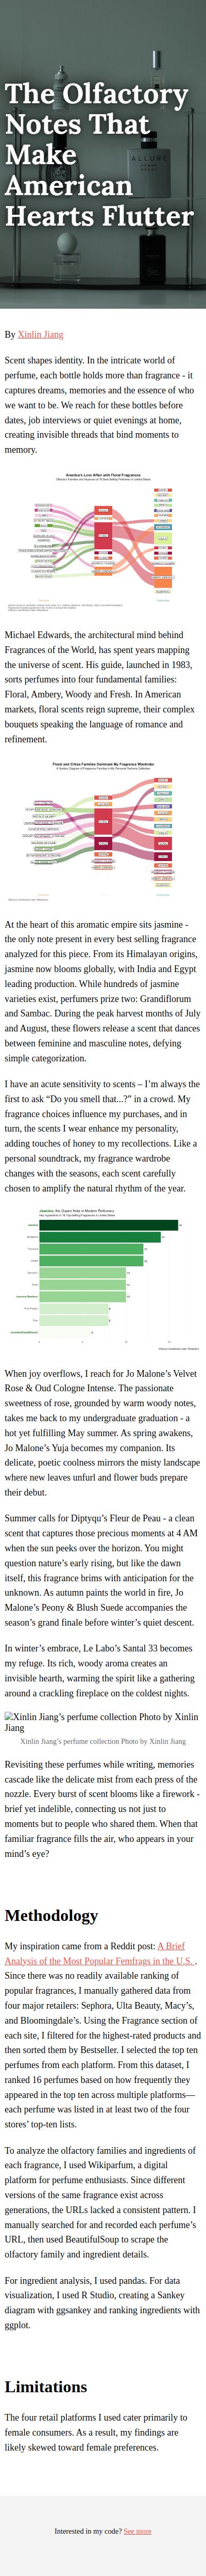 The Olfactory
Notes That
Make
American
Hearts Flutter
ALLURE
By Xinlin Jiang
Scent shapes identity. In the intricate world of
perfume, each bottle holds more than fragrance - it
captures dreams, memories and the essence of who
we want to be. We reach for these bottles before
dates, job interviews or quiet evenings at home,
creating invisible threads that bind moments to
memory.
America's Love Affair with Floral Fragrances
Michael Edwards, the architectural mind behind
Fragrances of the World, has spent years mapping
the universe of scent. His guide, launched in 1983,
sorts perfumes into four fundamental families:
Floral, Ambery, Woody and Fresh. In American
markets, floral scents reign supreme, their complex
bouquets speaking the language of romance and
refinement.
Floral and Citrus Families Dominate My Fragrance Wardrobe
At the heart of this aromatic empire sits jasmine -
the only note present in every best selling fragrance
analyzed for this piece. From its Himalayan origins,
jasmine now blooms globally, with India and Egypt
leading production. While hundreds of jasmine
varieties exist, perfumers prize two: Grandiflorum
and Sambac. During the peak harvest months of July
and August, these flowers release a scent that dances
between feminine and masculine notes, defying
simple categorization.
I have an acute sensitivity to scents – I’m always the
first to ask “Do you smell that...?” in a crowd. My
fragrance choices influence my purchases, and in
turn, the scents I wear enhance my personality,
adding touches of honey to my recollections. Like a
personal soundtrack, my fragrance wardrobe
changes with the seasons, each scent carefully
chosen to amplify the natural rhythm of the year.
Jasmine, the Queen Note in Modern Perfumery
When joy overflows, I reach for Jo Malone’s Velvet
Rose & Oud Cologne Intense. The passionate
sweetness of rose, grounded by warm woody notes,
takes me back to my undergraduate graduation - a
hot yet fulfilling May summer. As spring awakens,
Jo Malone’s Yuja becomes my companion. Its
delicate, poetic coolness mirrors the misty landscape
where new leaves unfurl and flower buds prepare
their debut.
Summer calls for Diptyqu’s Fleur de Peau - a clean
scent that captures those precious moments at 4 AM
when the sun peeks over the horizon. You might
question nature’s early rising, but like the dawn
itself, this fragrance brims with anticipation for the
unknown. As autumn paints the world in fire, Jo
Malone’s Peony & Blush Suede accompanies the
season’s grand finale before winter’s quiet descent.
In winter’s embrace, Le Labo’s Santal 33 becomes
my refuge. Its rich, woody aroma creates an
invisible hearth, warming the spirit like a gathering
around a crackling fireplace on the coldest nights.
Xinlin Jiang’s perfume collection Photo by Xinlin
Jiang
Xinlin Jiang’s perfume collection Photo by Xinlin Jiang
Revisiting these perfumes while writing, memories
cascade like the delicate mist from each press of the
nozzle. Every burst of scent blooms like a firework -
brief yet indelible, connecting us not just to
moments but to people who shared them. When that
familiar fragrance fills the air, who appears in your
mind’s eye?
Methodology
My inspiration came from a Reddit post: A Brief
Analysis of the Most Popular Femfrags in the U.S. .
Since there was no readily available ranking of
popular fragrances, I manually gathered data from
four major retailers: Sephora, Ulta Beauty, Macy’s,
and Bloomingdale’s. Using the Fragrance section of
each site, I filtered for the highest-rated products and
then sorted them by Bestseller. I selected the top ten
perfumes from each platform. From this dataset, I
ranked 16 perfumes based on how frequently they
appeared in the top ten across multiple platforms—
each perfume was listed in at least two of the four
stores’ top-ten lists.
To analyze the olfactory families and ingredients of
each fragrance, I used Wikiparfum, a digital
platform for perfume enthusiasts. Since different
versions of the same fragrance exist across
generations, the URLs lacked a consistent pattern. I
manually searched for and recorded each perfume’s
URL, then used BeautifulSoup to scrape the
olfactory family and ingredient details.
For ingredient analysis, I used pandas. For data
visualization, I used R Studio, creating a Sankey
diagram with ggsankey and ranking ingredients with
ggplot.
Limitations
The four retail platforms I used cater primarily to
female consumers. As a result, my findings are
likely skewed toward female preferences.
Interested in my code? See more